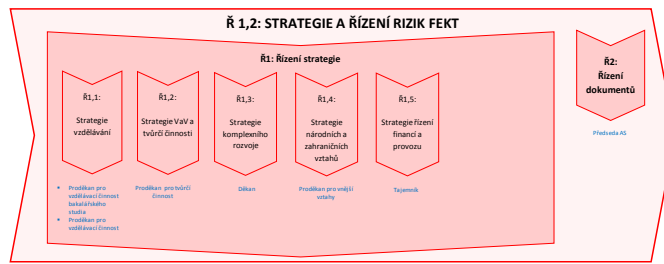 Ř 1,2: STRATEGIE A ŘÍZENÍ RIZIK FEKT
Ř1: Řízení strategie
Ř1,1:
Strategie
vzdělávání
Ř1,2:
Strategie VaV a
tvůrčí činnosti
Ř1,3:
Strategie
komplexního
rozvoje
Ř1,4:
Strategie
národních a
zahraničních
vztahů
Ř1,5:
Strategie řízení
financí a
provozu
Ř2:
Řízení
dokumentů
Předseda AS
• Proděkan pro
vzdělávací činnost
bakalářského
studia
• Proděkan pro
vzdělávací činnost
Proděkan pro tvůrčí
činnost
Děkan
Proděkan pro vnější
vztahy
Tajemník